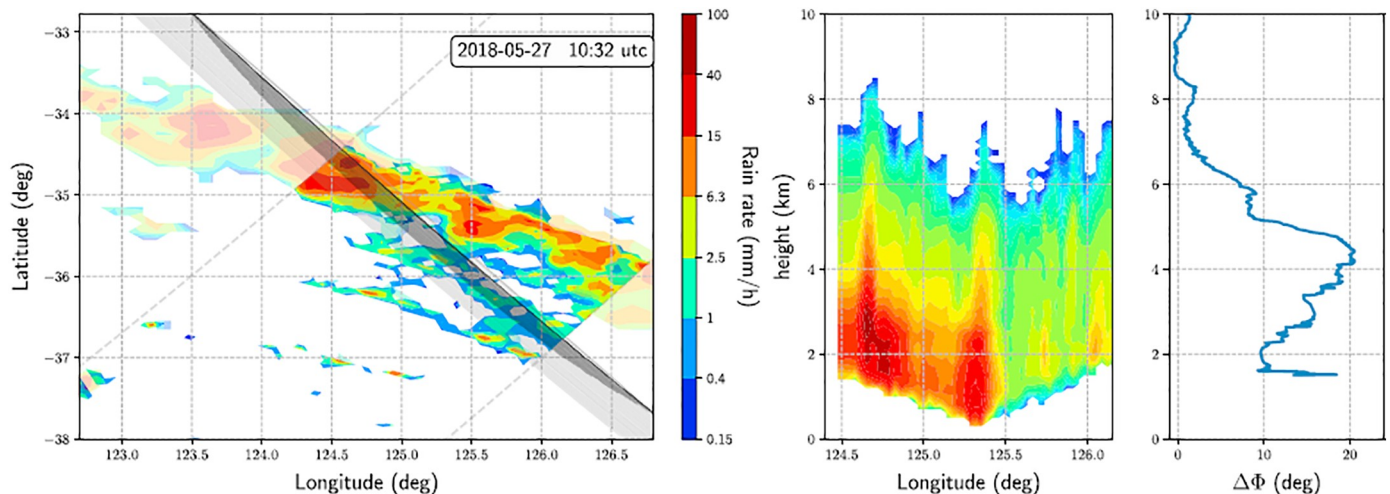 2018-05-27 10:32 utc
−33
−34
−35
−36
−37
−38
Latitude (deg)
123.0 123.5 124.0 124.5 125.0 125.5 126.0 126.5
Longitude (deg)
100
40
15
6.3
2.5
1
0.4
0.15
Rain rate (mm/h)
10
8
6
4
2
0
height (km)
124.5 125.0 125.5 126.0
Longitude (deg)
10
8
6
4
2
0
0 10 20
ΔΦ (deg)